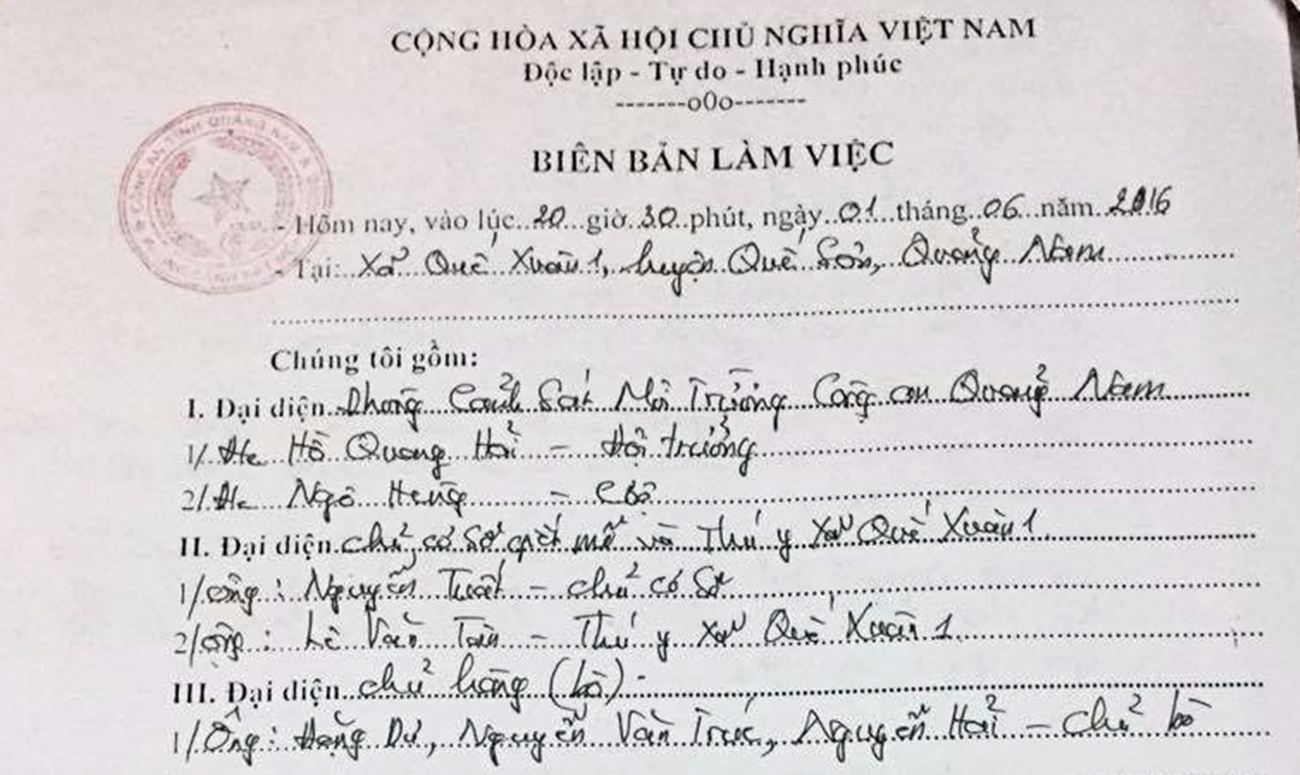 CỘNG HÒA XÃ HỘI CHỦ NGHĨA VIỆT NAM
Độc lập - Tự do - Hạnh phúc
-------o0o-------
BIÊN BẢN LÀM VIỆC
- Hôm nay, vào lúc 20 giờ 30 phút, ngày 01 tháng 06 năm 2016
- Tại: Xã Quế Xuân 1, huyện Quế Sơn, Quảng Nam
Chúng tôi gồm:
I. Đại diện Phòng Cảnh Sát Môi Trường Công an Quảng Nam
1/ Đ/c Hồ Quang Hải - Đội trưởng
2/ Đ/c Ngô Hùng - CBộ
II. Đại diện chủ cơ sở giết mổ và Thú y xã Quế Xuân 1
1/ ông: Nguyễn Tuất - chủ cơ sở
2/ ông: Lê Văn Tân - Thú y xã Quế Xuân 1
III. Đại diện chủ hàng (bò)
1/ Ông: Đặng Dư, Nguyễn Văn Trúc, Nguyễn Hải - Chủ bò